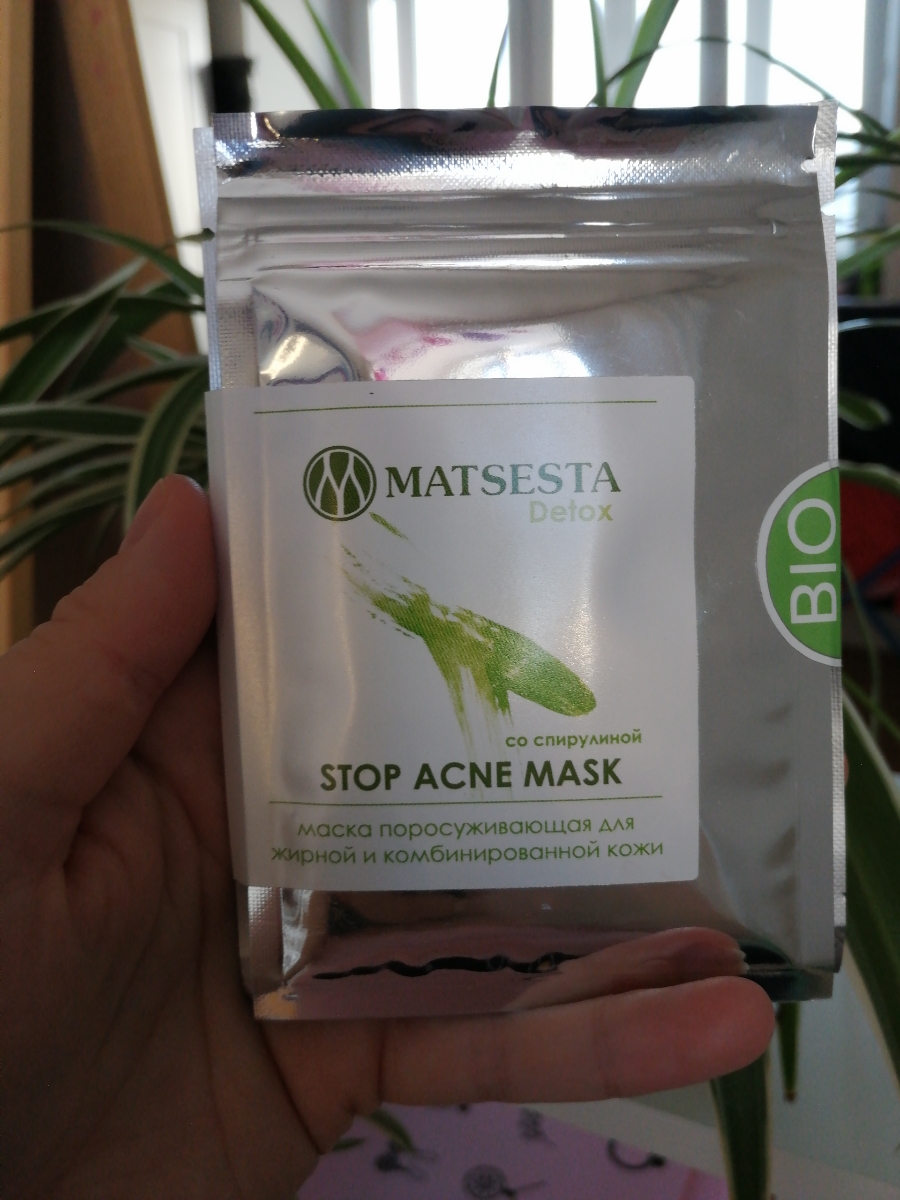 MATSESTA
Detox
BIO
со спирулиной
STOP ACNE MASK
маска поросуживающая для
жирной и комбинированной кожи